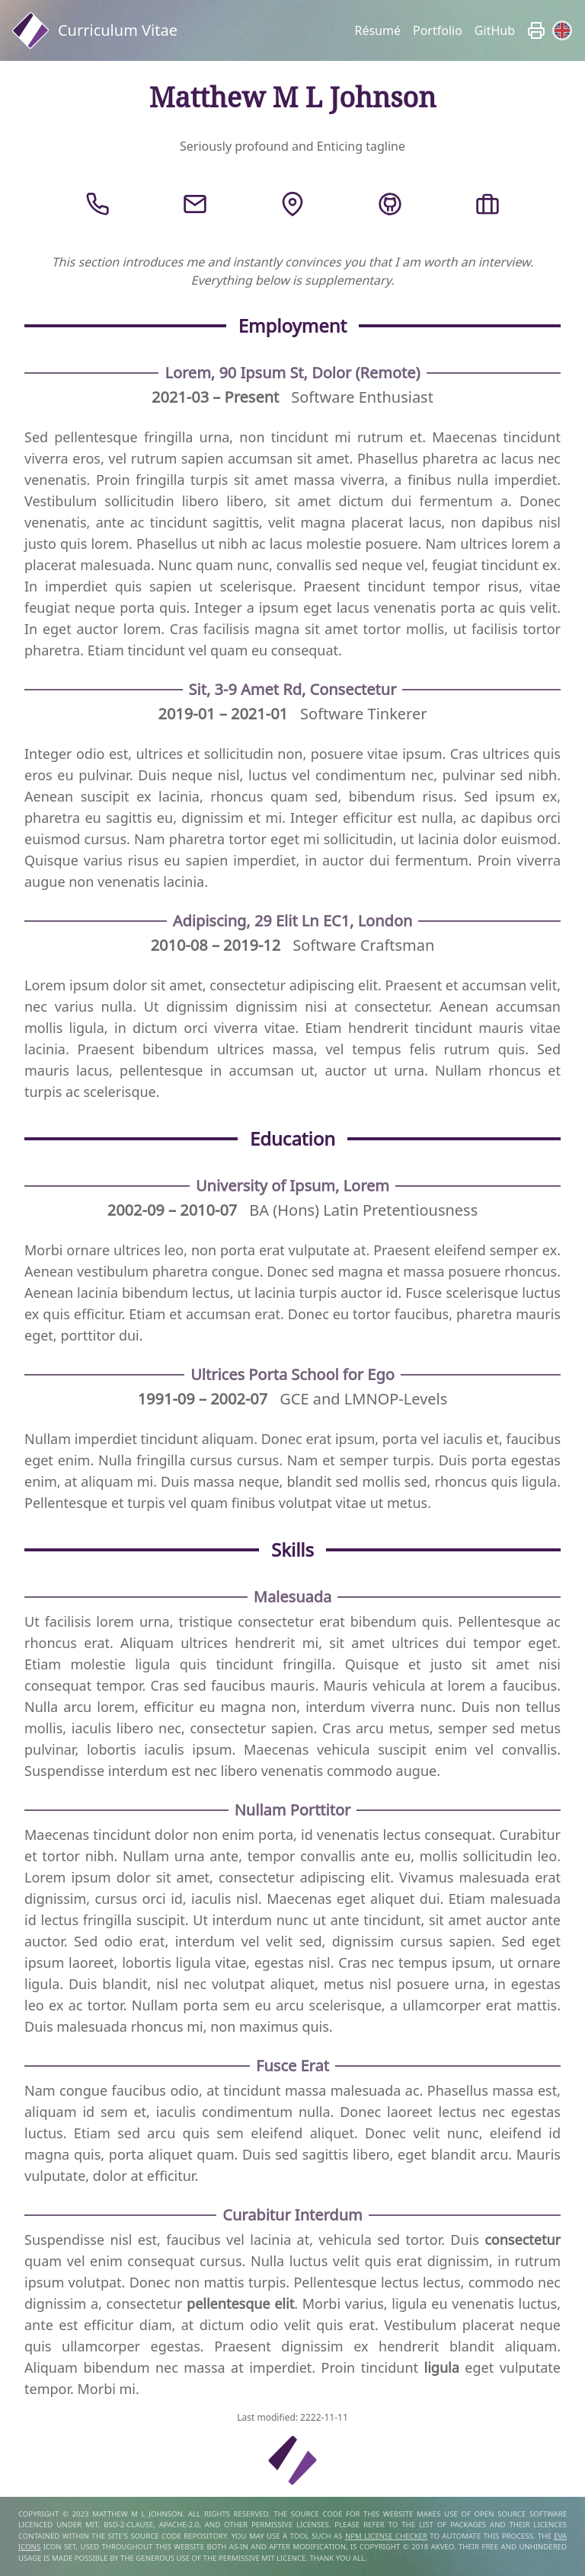 Curriculum Vitae
Résumé Portfolio GitHub
Matthew M L Johnson
Seriously profound and Enticing tagline
This section introduces me and instantly convinces you that I am worth an interview.
Everything below is supplementary.
Employment
Lorem, 90 Ipsum St, Dolor (Remote)
2021-03 – Present Software Enthusiast
Sed pellentesque fringilla urna, non tincidunt mi rutrum et. Maecenas tincidunt
viverra eros, vel rutrum sapien accumsan sit amet. Phasellus pharetra ac lacus nec
venenatis. Proin fringilla turpis sit amet massa viverra, a finibus nulla imperdiet.
Vestibulum sollicitudin libero libero, sit amet dictum dui fermentum a. Donec
venenatis, ante ac tincidunt sagittis, velit magna placerat lacus, non dapibus nisl
justo quis lorem. Phasellus ut nibh ac lacus molestie posuere. Nam ultrices lorem a
placerat malesuada. Nunc quam nunc, convallis sed neque vel, feugiat tincidunt ex.
In imperdiet quis sapien ut scelerisque. Praesent tincidunt tempor risus, vitae
feugiat neque porta quis. Integer a ipsum eget lacus venenatis porta ac quis velit.
In eget auctor lorem. Cras facilisis magna sit amet tortor mollis, ut facilisis tortor
pharetra. Etiam tincidunt vel quam eu consequat.
Sit, 3-9 Amet Rd, Consectetur
2019-01 – 2021-01 Software Tinkerer
Integer odio est, ultrices et sollicitudin non, posuere vitae ipsum. Cras ultrices quis
eros eu pulvinar. Duis neque nisl, luctus vel condimentum nec, pulvinar sed nibh.
Aenean suscipit ex lacinia, rhoncus quam sed, bibendum risus. Sed ipsum ex,
pharetra eu sagittis eu, dignissim et mi. Integer efficitur est nulla, ac dapibus orci
euismod cursus. Nam pharetra tortor eget mi sollicitudin, ut lacinia dolor euismod.
Quisque varius risus eu sapien imperdiet, in auctor dui fermentum. Proin viverra
augue non venenatis lacinia.
Adipiscing, 29 Elit Ln EC1, London
2010-08 – 2019-12 Software Craftsman
Lorem ipsum dolor sit amet, consectetur adipiscing elit. Praesent et accumsan velit,
nec varius nulla. Ut dignissim dignissim nisi at consectetur. Aenean accumsan
mollis ligula, in dictum orci viverra vitae. Etiam hendrerit tincidunt mauris vitae
lacinia. Praesent bibendum ultrices massa, vel tempus felis rutrum quis. Sed
mauris lacus, pellentesque in accumsan ut, auctor ut urna. Nullam rhoncus et
turpis ac scelerisque.
Education
University of Ipsum, Lorem
2002-09 – 2010-07 BA (Hons) Latin Pretentiousness
Morbi ornare ultrices leo, non porta erat vulputate at. Praesent eleifend semper ex.
Aenean vestibulum pharetra congue. Donec sed magna et massa posuere rhoncus.
Aenean lacinia bibendum lectus, ut lacinia turpis auctor id. Fusce scelerisque luctus
ex quis efficitur. Etiam et accumsan erat. Donec eu tortor faucibus, pharetra mauris
eget, porttitor dui.
Ultrices Porta School for Ego
1991-09 – 2002-07 GCE and LMNOP-Levels
Nullam imperdiet tincidunt aliquam. Donec erat ipsum, porta vel iaculis et, faucibus
eget enim. Nulla fringilla cursus cursus. Nam et semper turpis. Duis porta egestas
enim, at aliquam mi. Duis massa neque, blandit sed mollis sed, rhoncus quis ligula.
Pellentesque et turpis vel quam finibus volutpat vitae ut metus.
Skills
Malesuada
Ut facilisis lorem urna, tristique consectetur erat bibendum quis. Pellentesque ac
rhoncus erat. Aliquam ultrices hendrerit mi, sit amet ultrices dui tempor eget.
Etiam molestie ligula quis tincidunt fringilla. Quisque et justo sit amet nisi
consequat tempor. Cras sed faucibus mauris. Mauris vehicula at lorem a faucibus.
Nulla arcu lorem, efficitur eu magna non, interdum viverra nunc. Duis non tellus
mollis, iaculis libero nec, consectetur sapien. Cras arcu metus, semper sed metus
pulvinar, lobortis iaculis ipsum. Maecenas vehicula suscipit enim vel convallis.
Suspendisse interdum est nec libero venenatis commodo augue.
Nullam Porttitor
Maecenas tincidunt dolor non enim porta, id venenatis lectus consequat. Curabitur
et tortor nibh. Nullam urna ante, tempor convallis ante eu, mollis sollicitudin leo.
Lorem ipsum dolor sit amet, consectetur adipiscing elit. Vivamus malesuada erat
dignissim, cursus orci id, iaculis nisl. Maecenas eget aliquet dui. Etiam malesuada
id lectus fringilla suscipit. Ut interdum nunc ut ante tincidunt, sit amet auctor ante
auctor. Sed odio erat, interdum vel velit sed, dignissim cursus sapien. Sed eget
ipsum laoreet, lobortis ligula vitae, egestas nisl. Cras nec tempus ipsum, ut ornare
ligula. Duis blandit, nisl nec volutpat aliquet, metus nisl posuere urna, in egestas
leo ex ac tortor. Nullam porta sem eu arcu scelerisque, a ullamcorper erat mattis.
Duis malesuada rhoncus mi, non maximus quis.
Fusce Erat
Nam congue faucibus odio, at tincidunt massa malesuada ac. Phasellus massa est,
aliquam id sem et, iaculis condimentum nulla. Donec laoreet lectus nec egestas
luctus. Etiam sed arcu quis sem eleifend aliquet. Donec velit nunc, eleifend id
magna quis, porta aliquet quam. Duis sed sagittis libero, eget blandit arcu. Mauris
vulputate, dolor at efficitur.
Curabitur Interdum
Suspendisse nisl est, faucibus vel lacinia at, vehicula sed tortor. Duis consectetur
quam vel enim consequat cursus. Nulla luctus velit quis erat dignissim, in rutrum
ipsum volutpat. Donec non mattis turpis. Pellentesque lectus lectus, commodo nec
dignissim a, consectetur pellentesque elit. Morbi varius, ligula eu venenatis luctus,
ante est efficitur diam, at dictum odio velit quis erat. Vestibulum placerat neque
quis ullamcorper egestas. Praesent dignissim ex hendrerit blandit aliquam.
Aliquam bibendum nec massa at imperdiet. Proin tincidunt ligula eget vulputate
tempor. Morbi mi.
Last modified: 2222-11-11
COPYRIGHT © 2023 MATTHEW M L JOHNSON. ALL RIGHTS RESERVED. THE SOURCE CODE FOR THIS WEBSITE MAKES USE OF OPEN SOURCE SOFTWARE
LICENCED UNDER MIT, BSD-2-CLAUSE, APACHE-2.0, AND OTHER PERMISSIVE LICENSES. PLEASE REFER TO THE LIST OF PACKAGES AND THEIR LICENCES
CONTAINED WITHIN THE SITE'S SOURCE CODE REPOSITORY. YOU MAY USE A TOOL SUCH AS NPM LICENSE CHECKER TO AUTOMATE THIS PROCESS. THE EVA
ICONS ICON SET, USED THROUGHOUT THIS WEBSITE BOTH AS-IN AND AFTER MODIFICATION, IS COPYRIGHT © 2018 AKVEO. THEIR FREE AND UNHINDERED
USAGE IS MADE POSSIBLE BY THE GENEROUS USE OF THE PERMISSIVE MIT LICENCE. THANK YOU ALL.